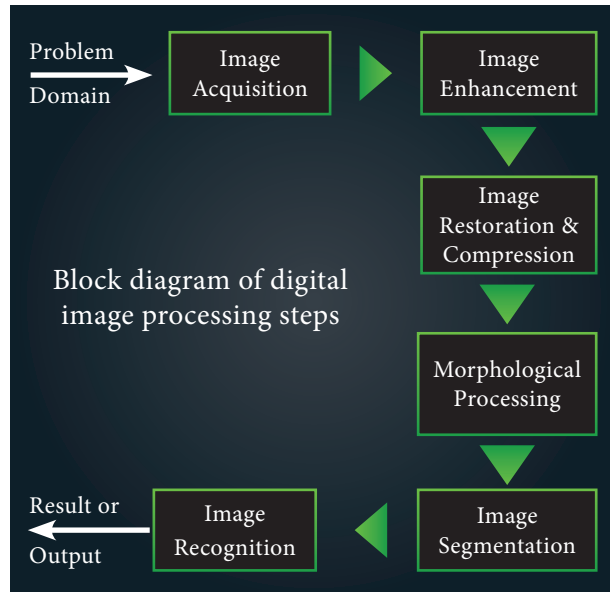 Problem
Domain
Image
Acquisition
Image
Enhancement
Image
Restoration &
Compression
Block diagram of digital
image processing steps
Morphological
Processing
Image
Segmentation
Image
Recognition
Result or
Output